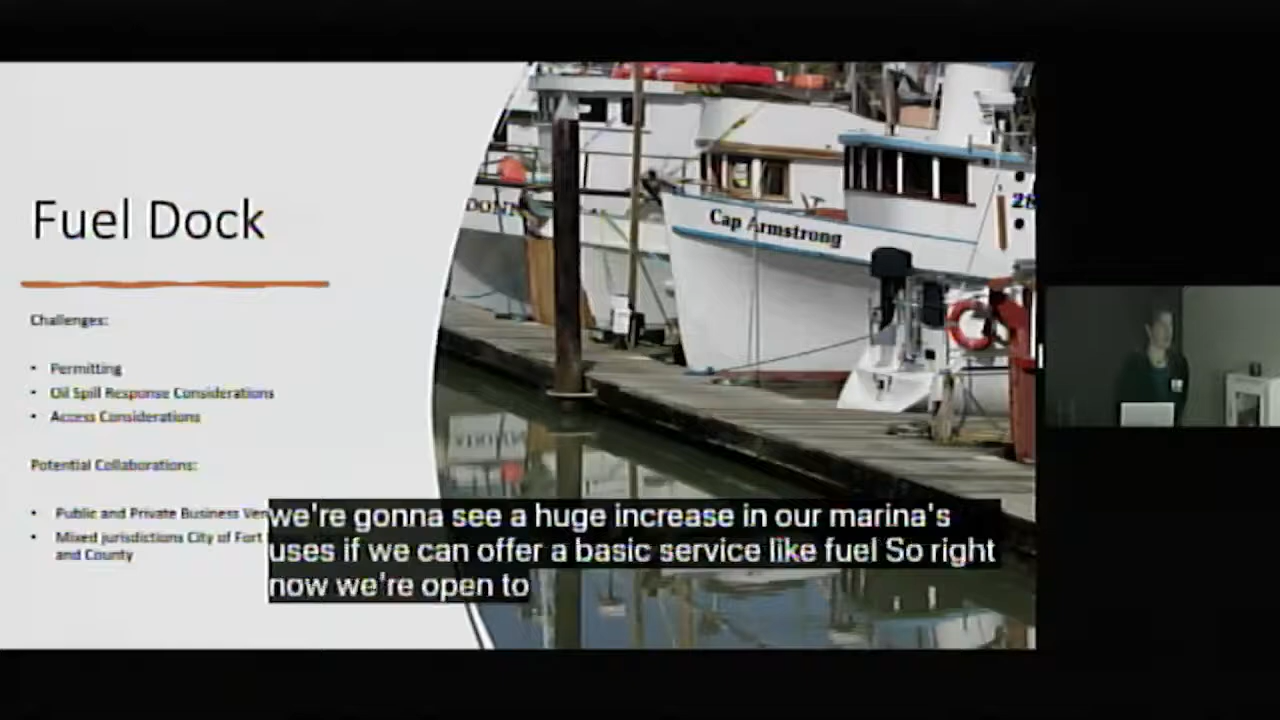 Fuel Dock
Challenges:
• Permitting
• Oil Spill Response Considerations
• Access Considerations
Potential Collaborations:
• Public and Private Business
• Mixed jurisdictions City of Fort
and County
Cap Armstrong
28
we're gonna see a huge increase in our marina's
uses if we can offer a basic service like fuel So right
now we're open to